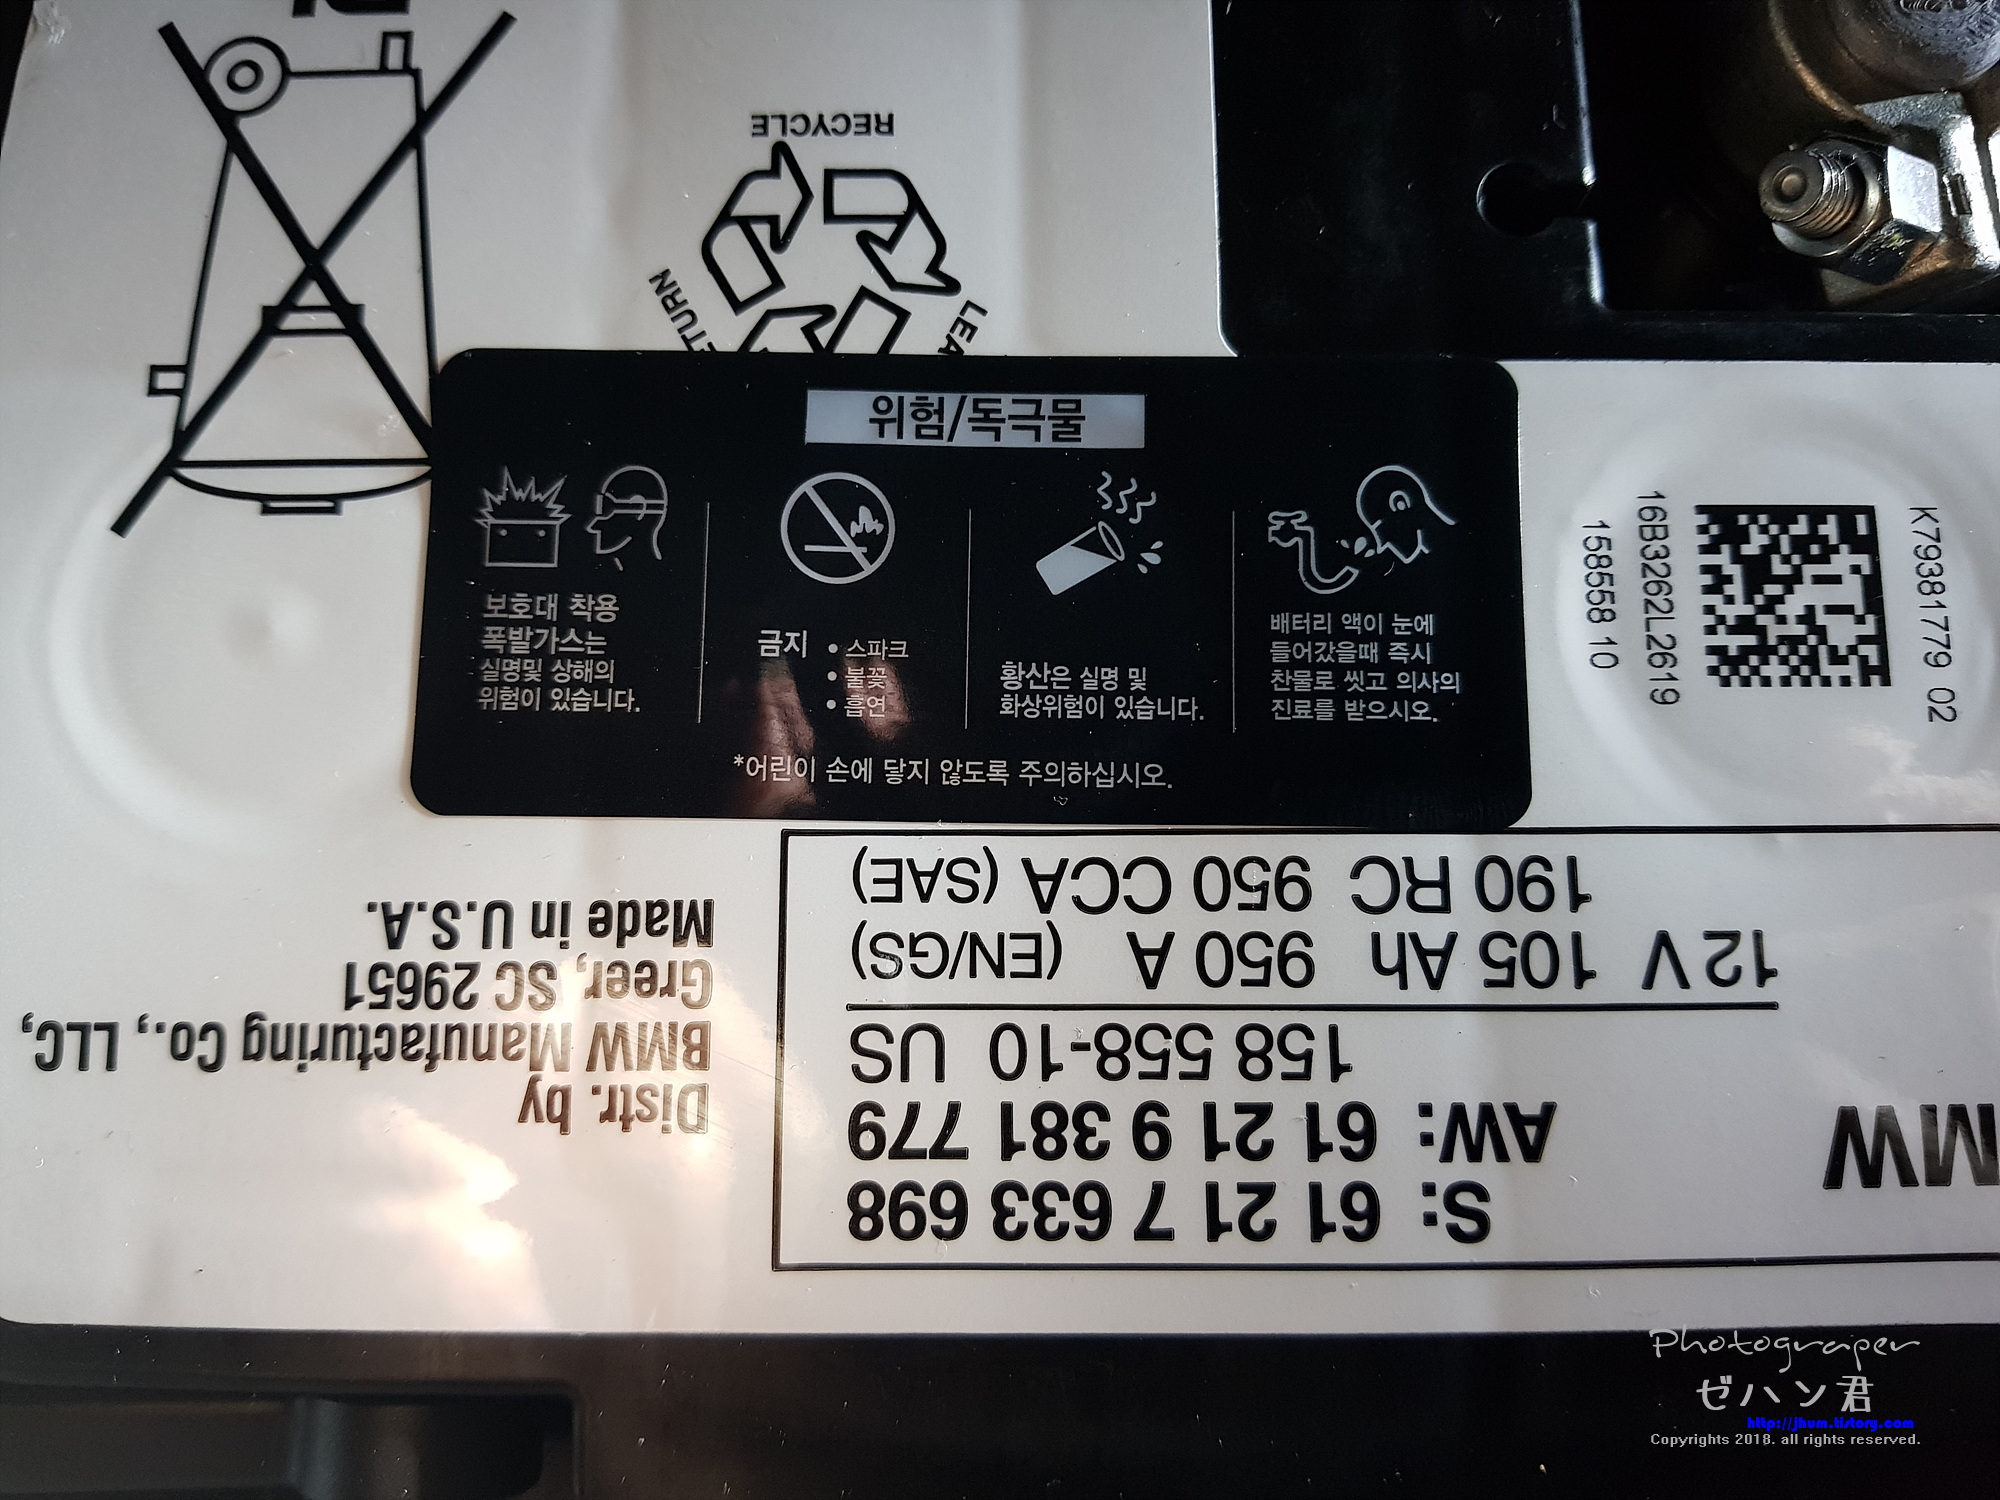 RECYCLE
위험/독극물
보호대 착용
폭발가스는
실명및 상해의
위험이 있습니다.
금지 • 스파크
• 불꽃
• 흡연
황산은 실명 및
화상위험이 있습니다.
배터리 액이 눈에
들어갔을때 즉시
찬물로 씻고 의사의
진료를 받으시오.
*어린이 손에 닿지 않도록 주의하십시오.
K79381779 02
16B3262L2619
158558 10
S: 61 21 7 633 698
AW: 61 21 9 381 779
158 558-10 US
12V 105 Ah 950 A (EN/GS)
190 RC 950 CCA (SAE)
Distr. by
BMW Manufacturing Co., LLC,
Greer, SC 29651
Made in U.S.A.
Photograper
ゼハン君
http://jhum.tistory.com
Copyrights 2018. all rights reserved.